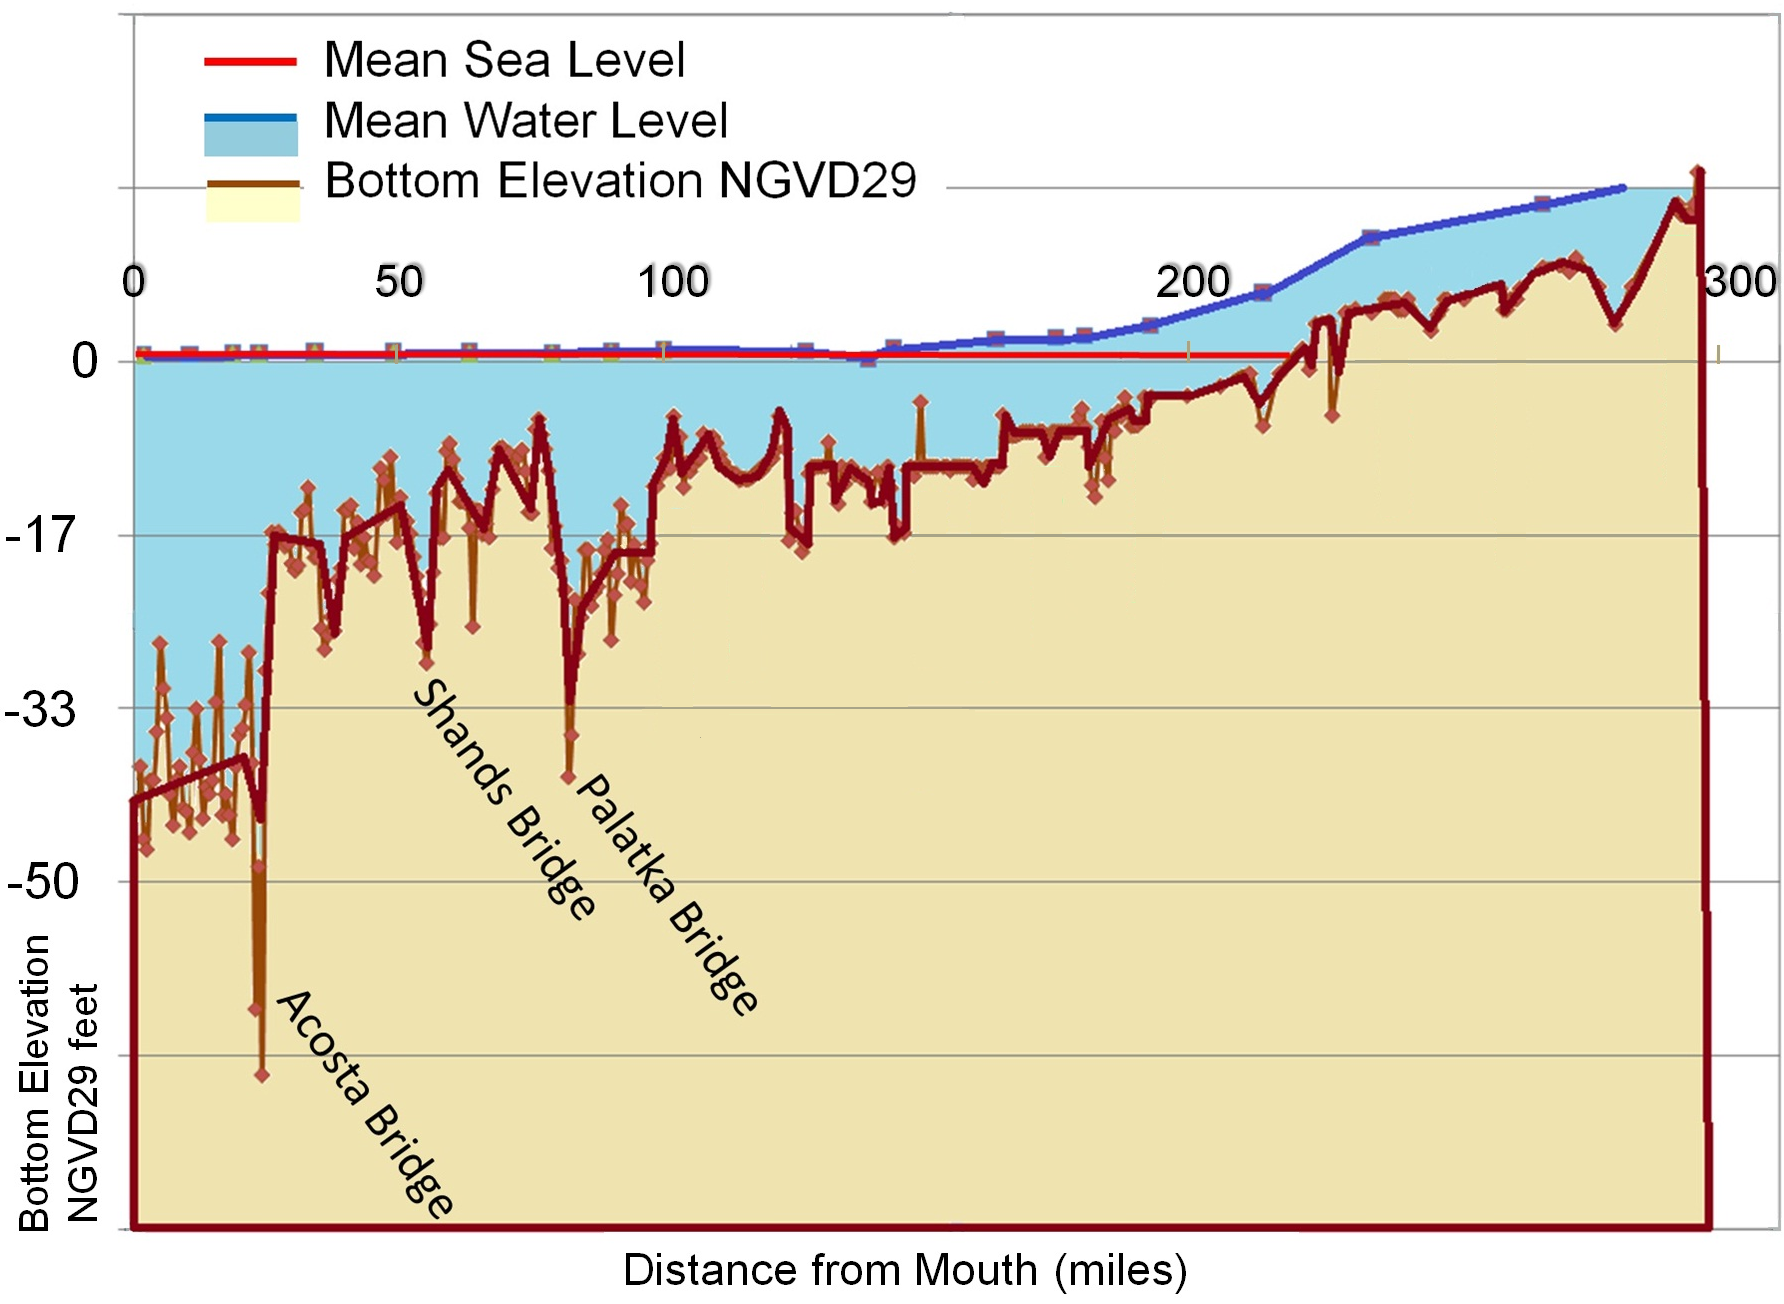 Mean Sea Level
Mean Water Level
Bottom Elevation NGVD29
0
50
100
200
300
0
-17
-33
-50
Shands Bridge
Palatka Bridge
Acosta Bridge
Bottom Elevation
NGVD29 feet
Distance from Mouth (miles)